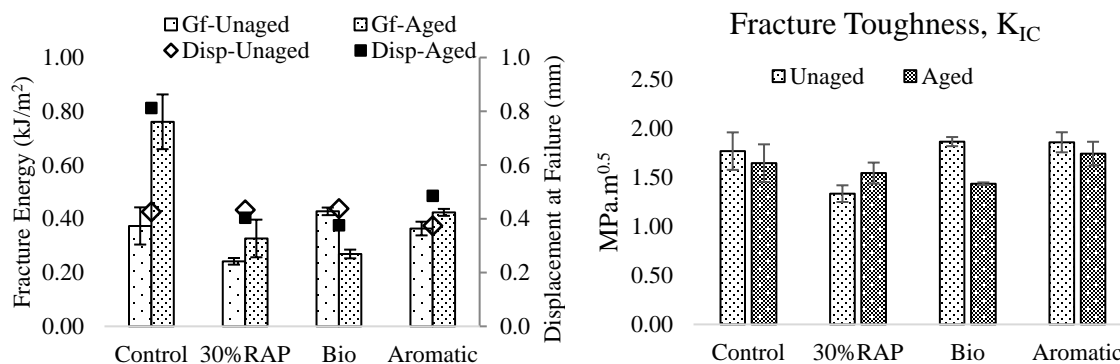 Gf-Unaged Gf-Aged
Disp-Unaged Disp-Aged
Fracture Energy (kJ/m²)
1.00
0.80
0.60
0.40
0.20
0.00
Control 30%RAP Bio Aromatic
1.0
0.8
0.6
0.4
0.2
0.0
Displacement at Failure (mm)
Fracture Toughness, K_IC
Unaged Aged
MPa.m^0.5
2.50
2.00
1.50
1.00
0.50
0.00
Control 30%RAP Bio Aromatic